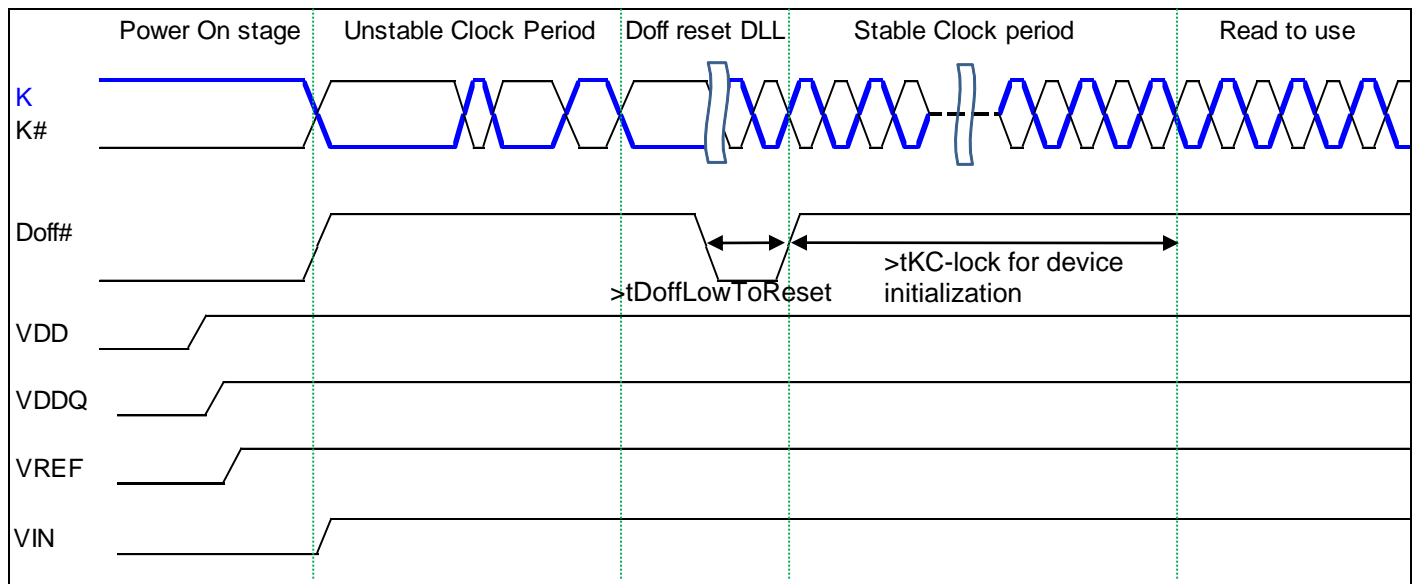 Power On stage
Unstable Clock Period
Doff reset DLL
Stable Clock period
Read to use
K
K#
Doff#
>tDoffLowToReset
>tKC-lock for device
initialization
VDD
VDDQ
VREF
VIN